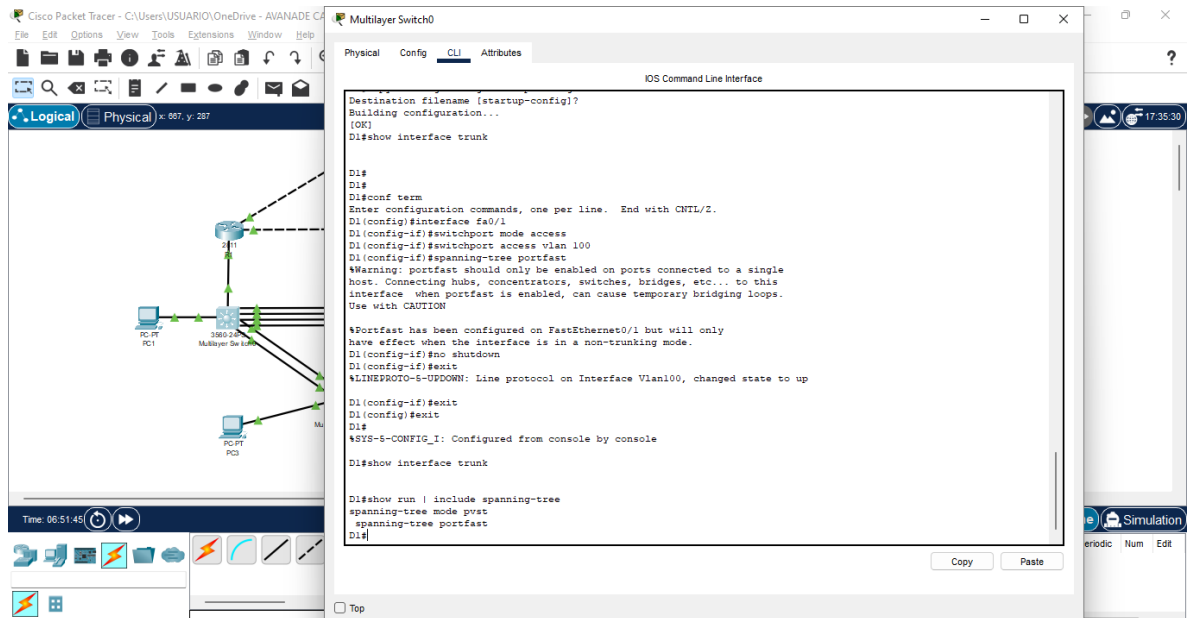 Cisco Packet Tracer - C:\Users\USUARIO\OneDrive - AVANADE CA
File Edit Options View Tools Extensions Window Help
Logical Physical x: 667, y: 287
17:35:30
2811
PC-PT
PC1
3560-24PS
Multilayer Switch0
PC-PT
PC3
Mu
Time: 06:51:45
Simulation
eriodic Num Edit
Multilayer Switch0
Physical Config CLI Attributes
IOS Command Line Interface
Destination filename [startup-config]?
Building configuration...
[OK]
D1#show interface trunk
D1#
D1#
D1#conf term
Enter configuration commands, one per line. End with CNTL/Z.
D1(config)#interface fa0/1
D1(config-if)#switchport mode access
D1(config-if)#switchport access vlan 100
D1(config-if)#spanning-tree portfast
%Warning: portfast should only be enabled on ports connected to a single
host. Connecting hubs, concentrators, switches, bridges, etc... to this
interface when portfast is enabled, can cause temporary bridging loops.
Use with CAUTION
%Portfast has been configured on FastEthernet0/1 but will only
have effect when the interface is in a non-trunking mode.
D1(config-if)#no shutdown
D1(config-if)#exit
%LINEPROTO-5-UPDOWN: Line protocol on Interface Vlan100, changed state to up
D1(config-if)#exit
D1(config)#exit
D1#
%SYS-5-CONFIG_I: Configured from console by console
D1#show interface trunk
D1#show run | include spanning-tree
spanning-tree mode pvst
spanning-tree portfast
D1#
Copy Paste
Top